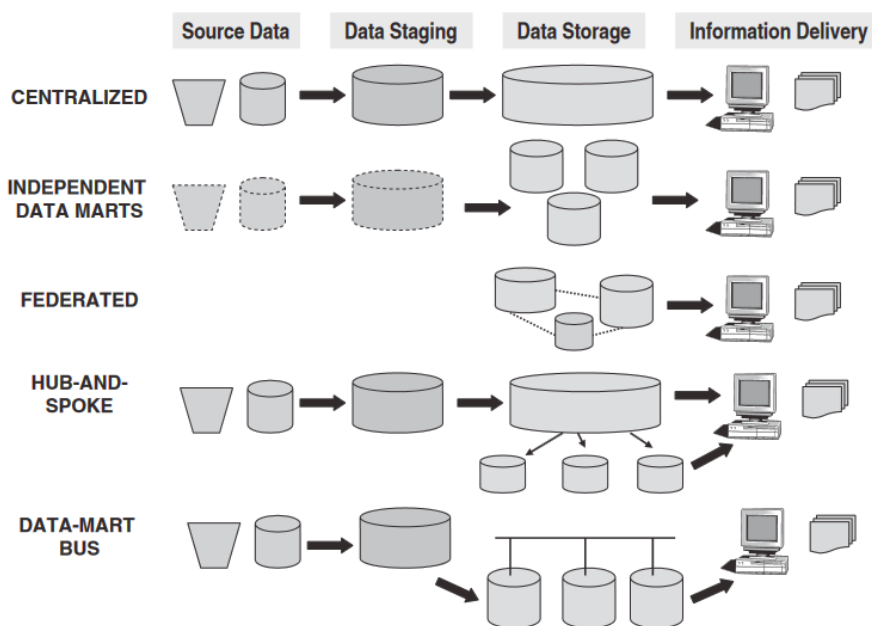 Source Data
Data Staging
Data Storage
Information Delivery
CENTRALIZED
INDEPENDENT
DATA MARTS
FEDERATED
HUB-AND-
SPOKE
DATA-MART
BUS